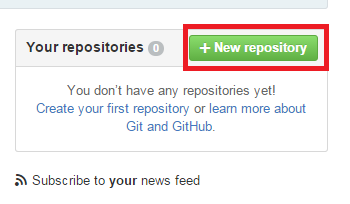 Your repositories 0 + New repository
You don't have any repositories yet!
Create your first repository or learn more about
Git and GitHub.
Subscribe to your news feed